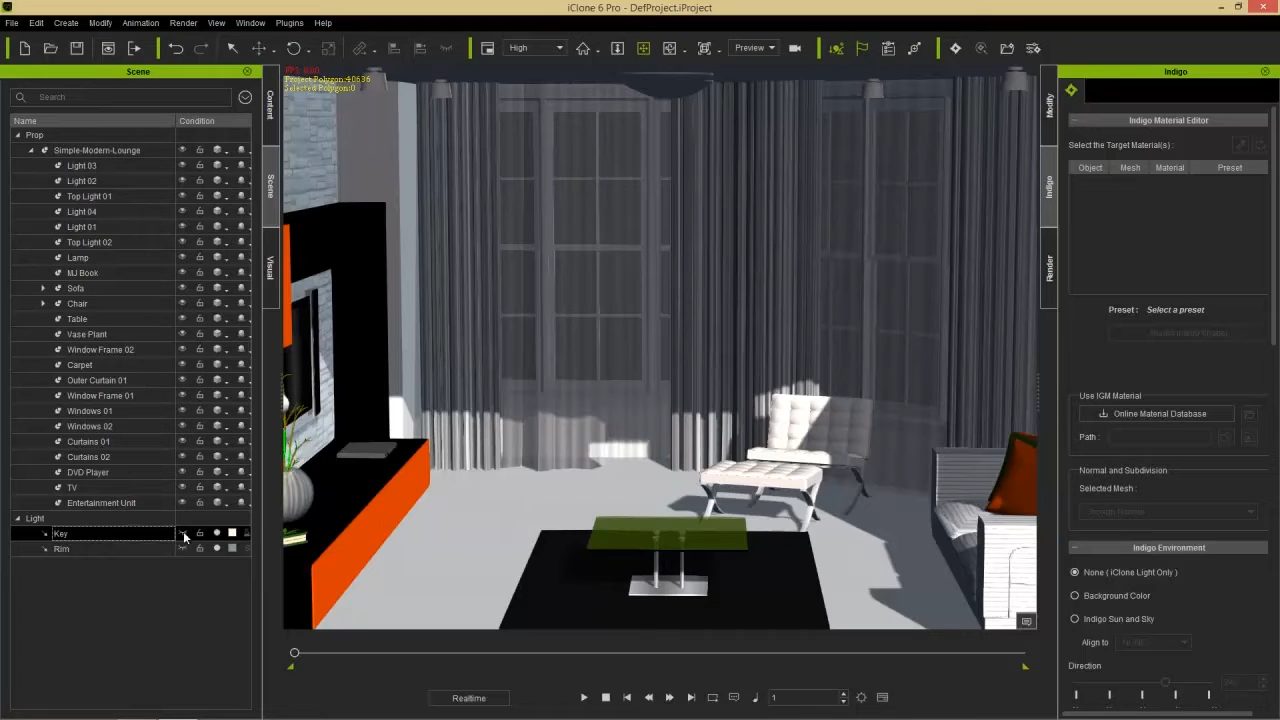 iClone 6 Pro - DefProject.iProject
File Edit Create Modify Animation Render View Window Plugins Help
High
Preview
Scene
Indigo
Search
Name Condition
Prop
Simple-Modern-Lounge
Light 03
Light 02
Top Light 01
Light 04
Light 01
Top Light 02
Lamp
MJ Book
Sofa
Chair
Table
Vase Plant
Window Frame 02
Carpet
Outer Curtain 01
Window Frame 01
Windows 01
Windows 02
Curtains 01
Curtains 02
DVD Player
TV
Entertainment Unit
Light
Key
Rim
Content
Scene
Visual
Project Polygon:40636
Selected Polygon:0
Realtime
1
Modify
Indigo
Render
Indigo Material Editor
Select the Target Material(s) :
Object Mesh Material Preset
Preset : Select a preset
Use IGM Material
Online Material Database
Path :
Normal and Subdivision
Selected Mesh :
Indigo Environment
None ( iClone Light Only )
Background Color
Indigo Sun and Sky
Align to
Direction